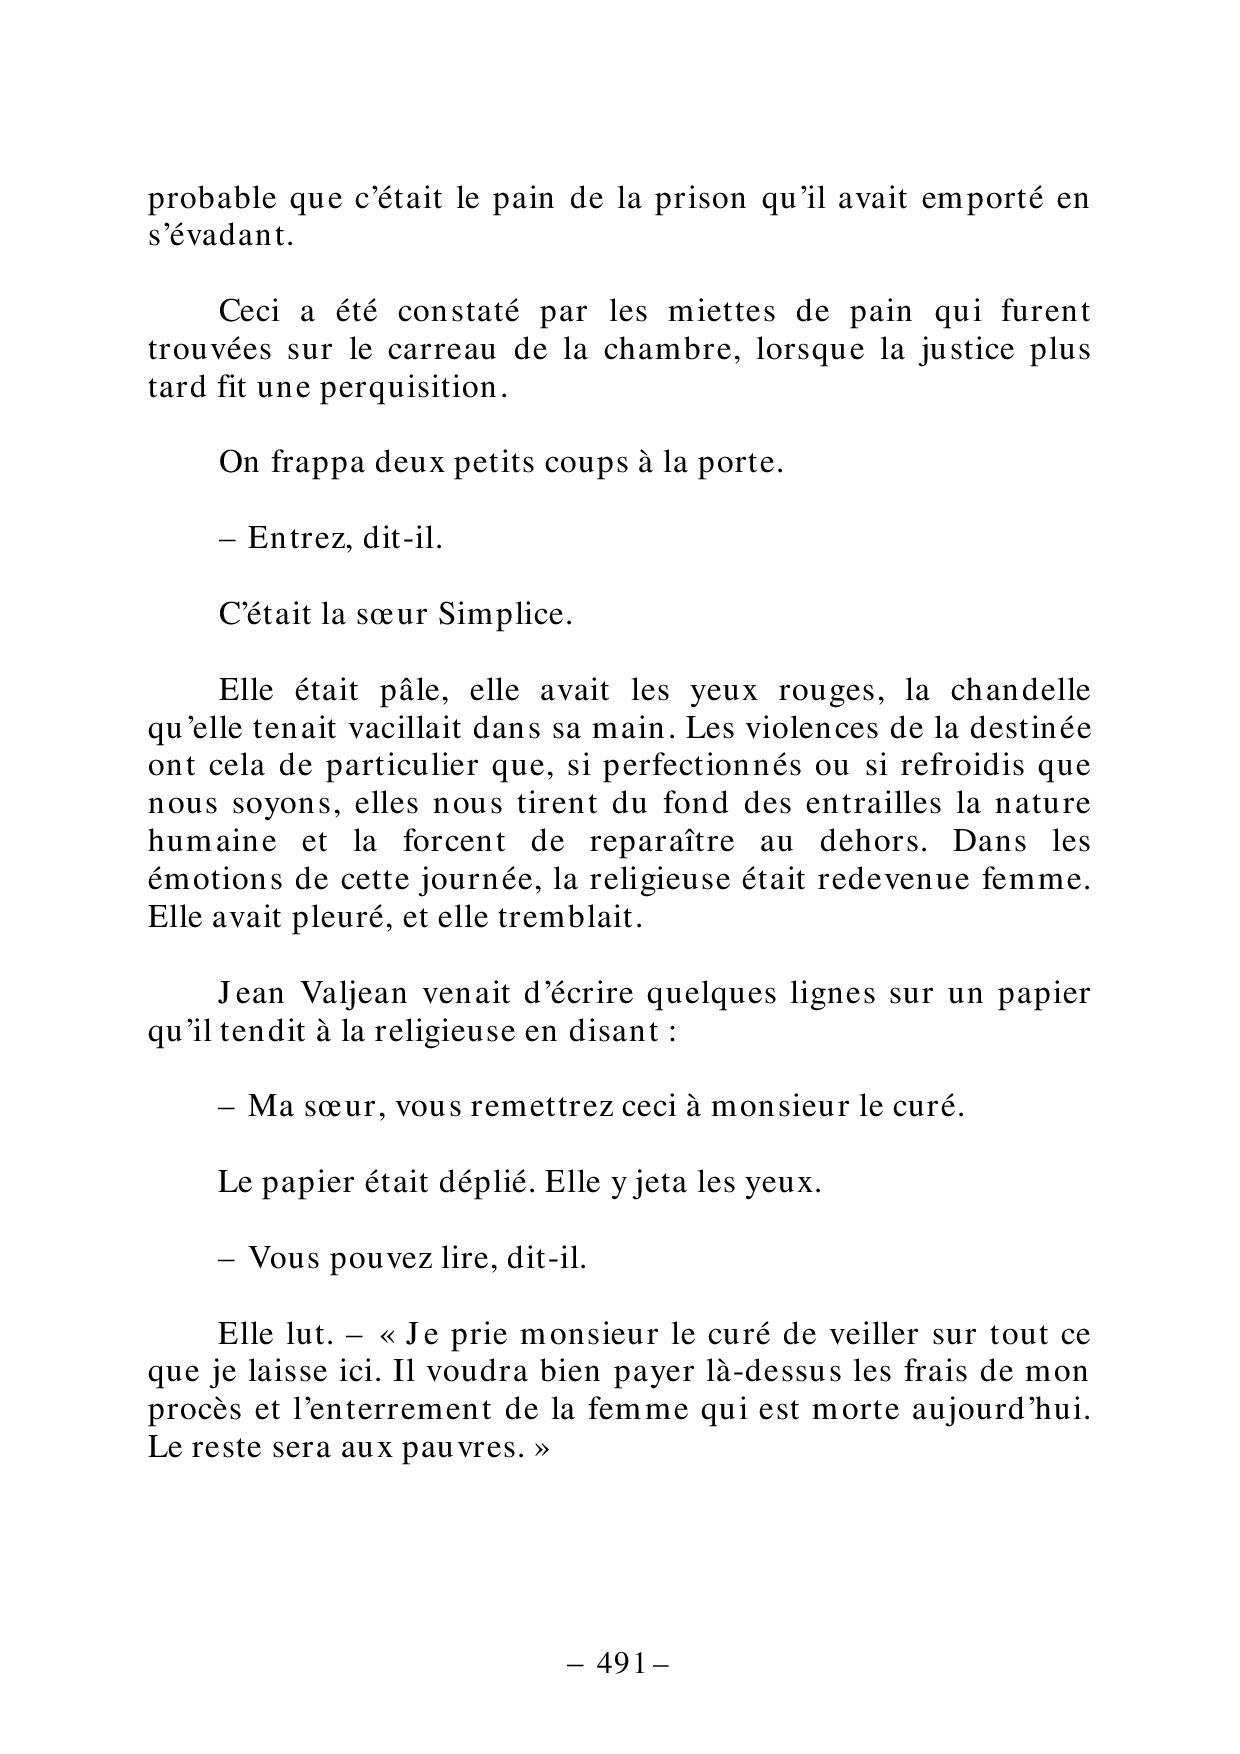 probable que c’était le pain de la prison qu’il avait emporté en
s’évadant.
Ceci a été constaté par les miettes de pain qui furent
trouvées sur le carreau de la chambre, lorsque la justice plus
tard fit une perquisition.
On frappa deux petits coups à la porte.
– Entrez, dit-il.
C’était la sœur Simplice.
Elle était pâle, elle avait les yeux rouges, la chandelle
qu’elle tenait vacillait dans sa main. Les violences de la destinée
ont cela de particulier que, si perfectionnés ou si refroidis que
nous soyons, elles nous tirent du fond des entrailles la nature
humaine et la forcent de reparaître au dehors. Dans les
émotions de cette journée, la religieuse était redevenue femme.
Elle avait pleuré, et elle tremblait.
Jean Valjean venait d’écrire quelques lignes sur un papier
qu’il tendit à la religieuse en disant :
– Ma sœur, vous remettrez ceci à monsieur le curé.
Le papier était déplié. Elle y jeta les yeux.
– Vous pouvez lire, dit-il.
Elle lut. – « Je prie monsieur le curé de veiller sur tout ce
que je laisse ici. Il voudra bien payer là-dessus les frais de mon
procès et l’enterrement de la femme qui est morte aujourd’hui.
Le reste sera aux pauvres. »
– 491 –